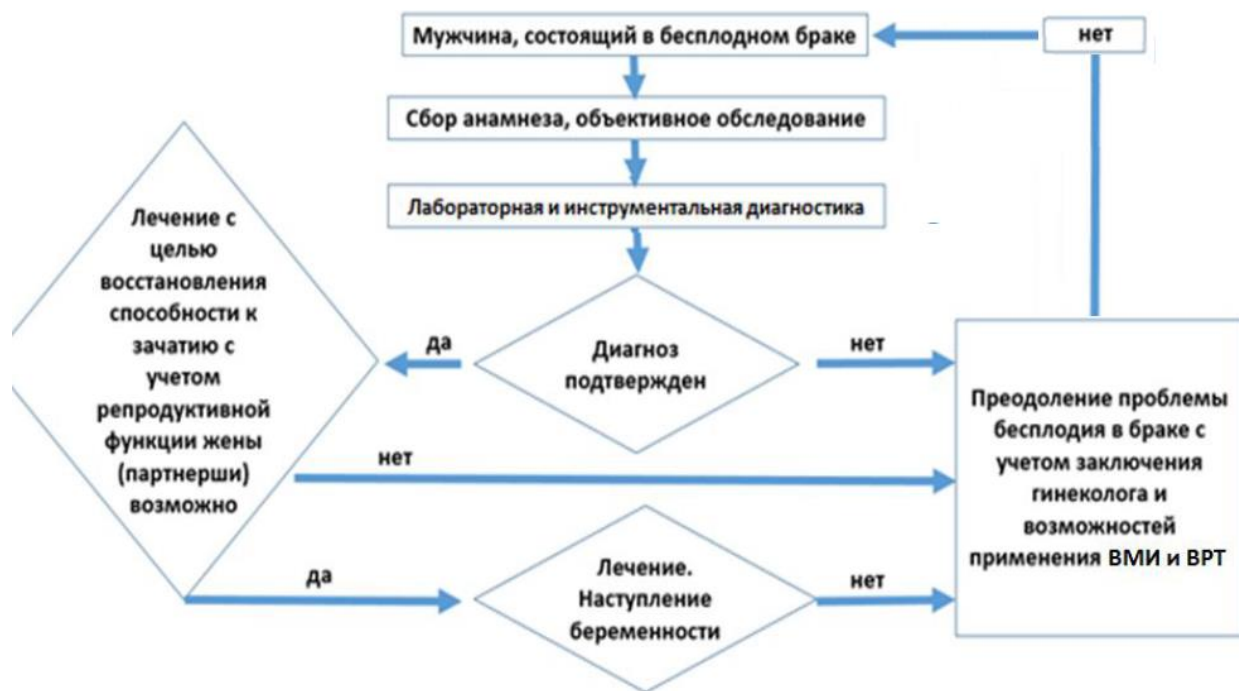 Мужчина, состоящий в бесплодном браке
нет
Сбор анамнеза, объективное обследование
Лабораторная и инструментальная диагностика
Лечение с
целью
восстановления
способности к
зачатию с
учетом
репродуктивной
функции жены
(партнерши)
возможно
да
Диагноз
подтвержден
нет
Преодоление проблемы
бесплодия в браке с
учетом заключения
гинеколога и
возможностей
применения ВМИ и ВРТ
нет
да
Лечение.
Наступление
беременности
нет